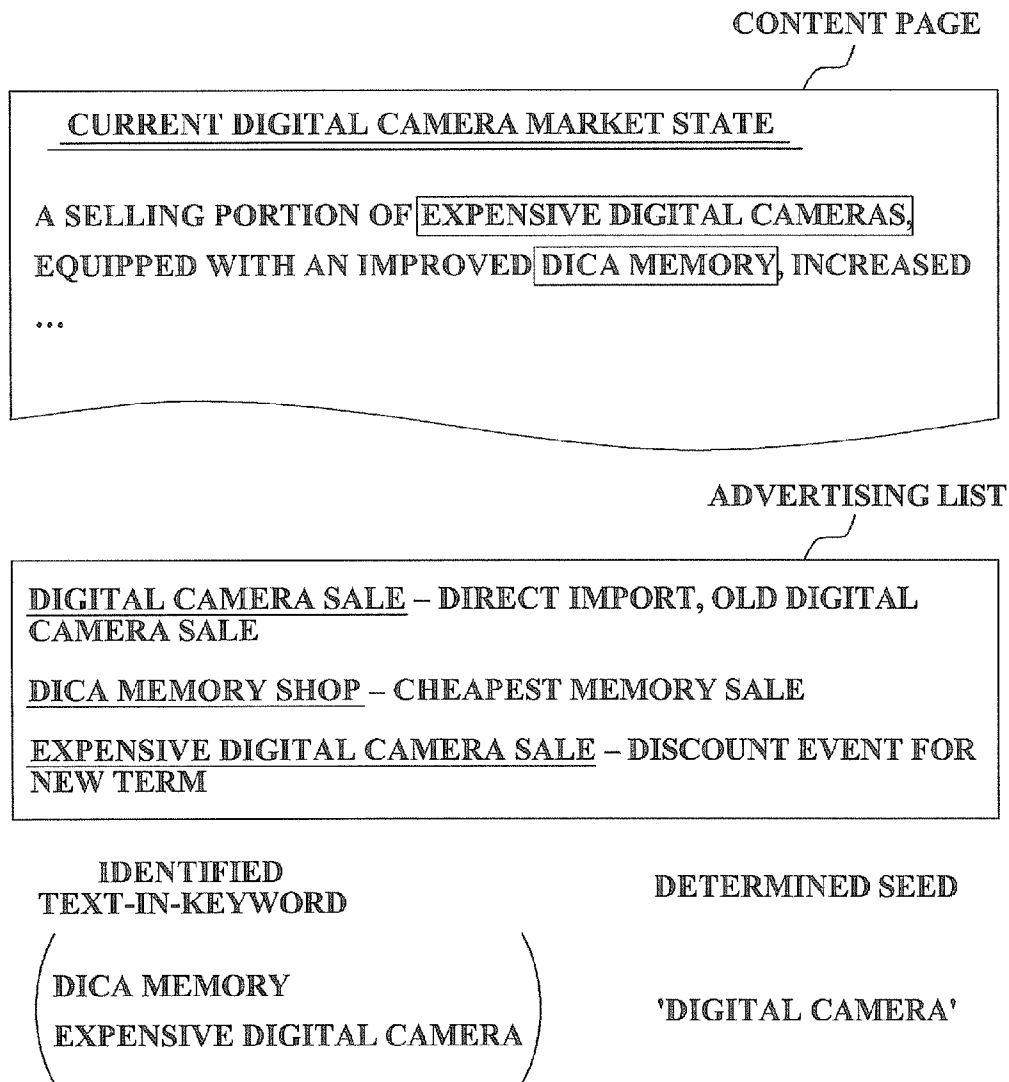 CONTENT PAGE
CURRENT DIGITAL CAMERA MARKET STATE
A SELLING PORTION OF EXPENSIVE DIGITAL CAMERAS,
EQUIPPED WITH AN IMPROVED DICA MEMORY, INCREASED
...
ADVERTISING LIST
DIGITAL CAMERA SALE – DIRECT IMPORT, OLD DIGITAL
CAMERA SALE
DICA MEMORY SHOP – CHEAPEST MEMORY SALE
EXPENSIVE DIGITAL CAMERA SALE – DISCOUNT EVENT FOR
NEW TERM
IDENTIFIED
TEXT-IN-KEYWORD
DETERMINED SEED
DICA MEMORY
EXPENSIVE DIGITAL CAMERA
'DIGITAL CAMERA'